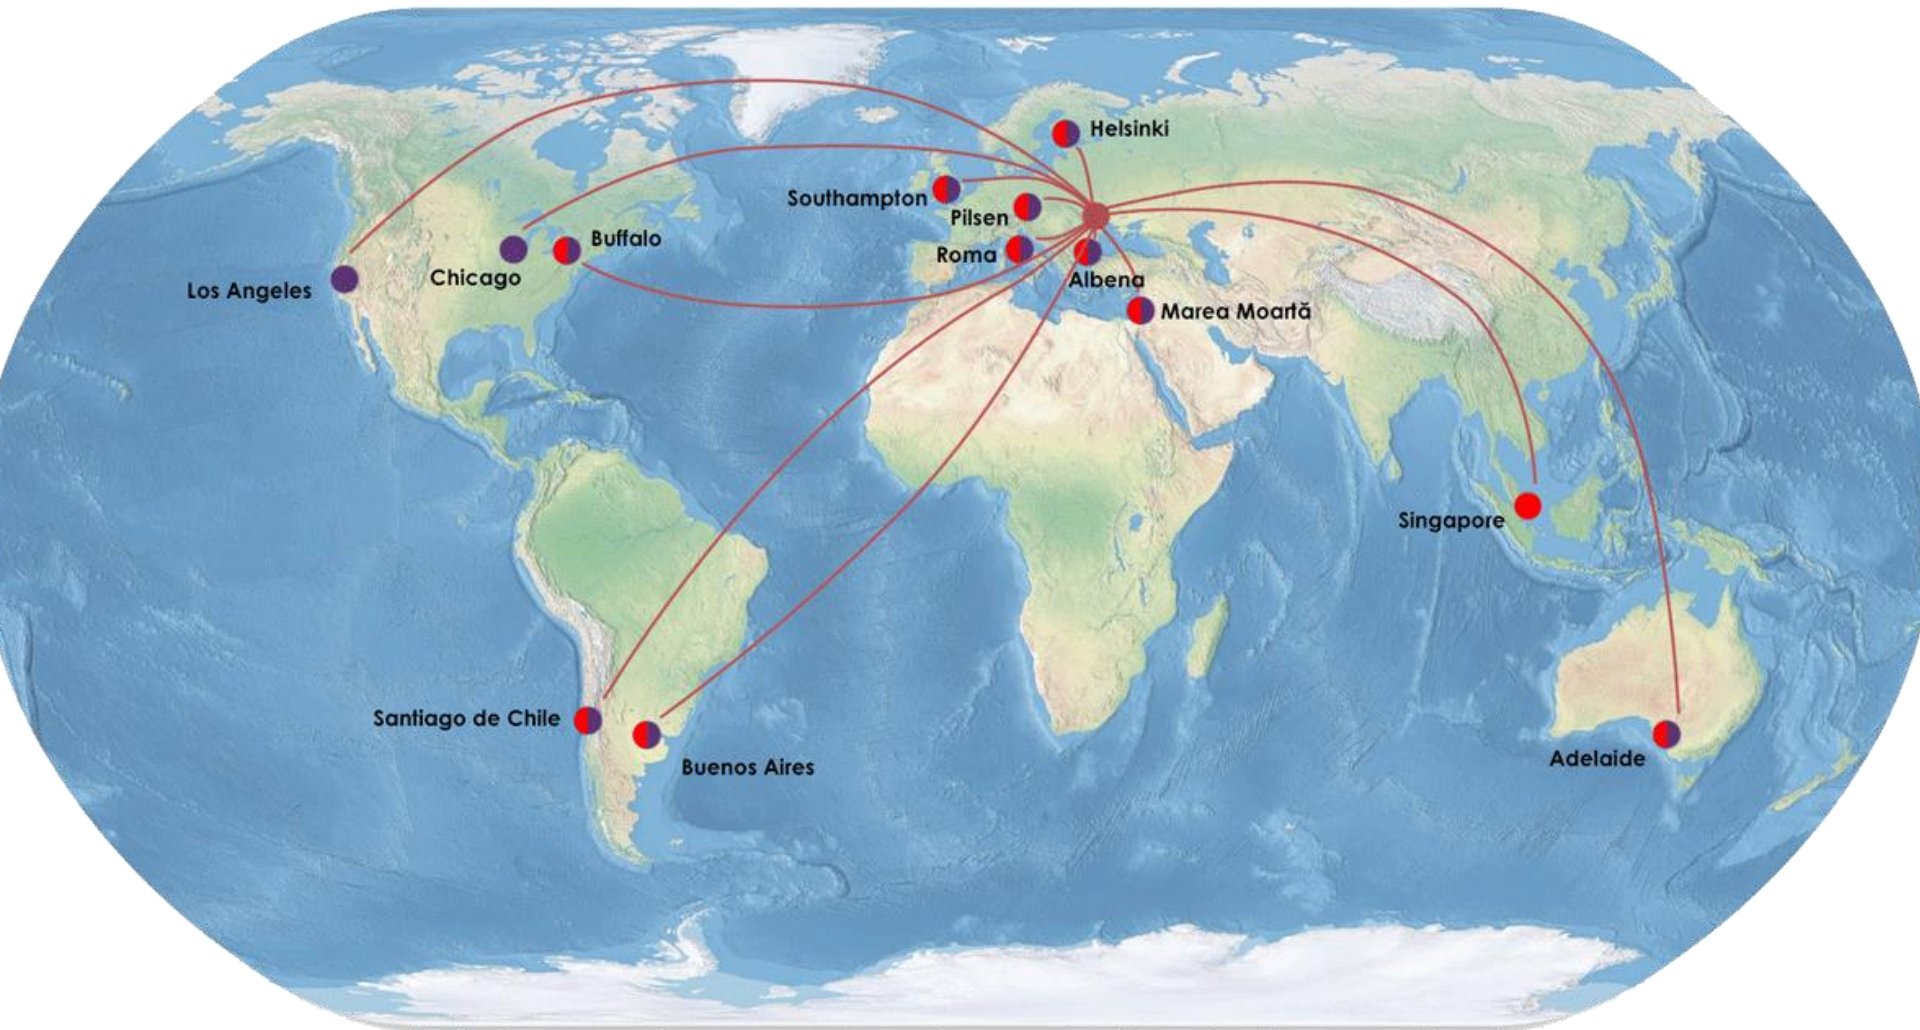 Helsinki
Southampton
Pilsen
Buffalo
Roma
Chicago
Albena
Los Angeles
Marea Moartă
Singapore
Santiago de Chile
Adelaide
Buenos Aires